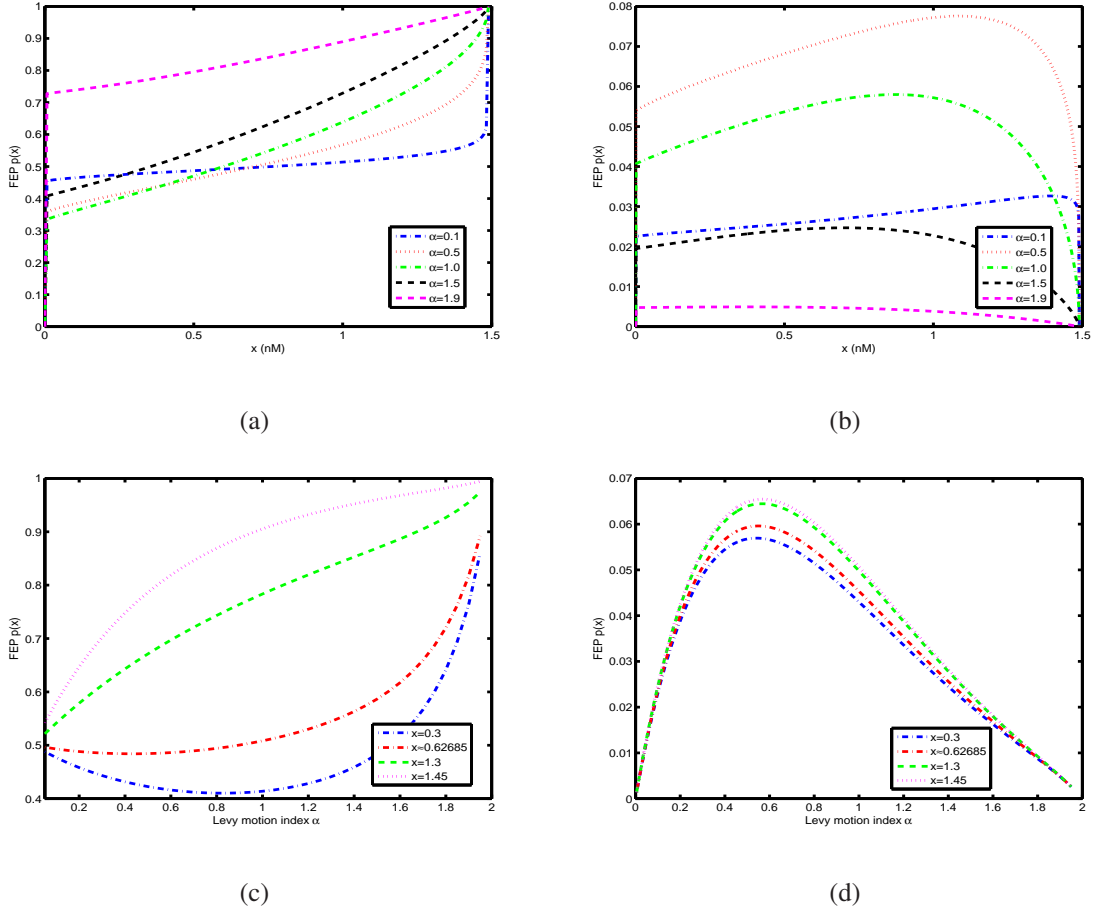 1
0.9
0.8
0.7
0.6
0.5
0.4
0.3
0.2
0.1
0
FEP p(x)
0
0.5
1
1.5
x (nM)
α=0.1
α=0.5
α=1.0
α=1.5
α=1.9
(a)
0.08
0.07
0.06
0.05
0.04
0.03
0.02
0.01
0
FEP p(x)
0
0.5
1
1.5
x (nM)
α=0.1
α=0.5
α=1.0
α=1.5
α=1.9
(b)
1
0.9
0.8
0.7
0.6
0.5
0.4
FEP p(x)
0.2
0.4
0.6
0.8
1
1.2
1.4
1.6
1.8
2
Levy motion index α
x=0.3
x≈0.62685
x=1.3
x=1.45
(c)
0.07
0.06
0.05
0.04
0.03
0.02
0.01
0
FEP p(x)
0
0.2
0.4
0.6
0.8
1
1.2
1.4
1.6
1.8
2
Levy motion index α
x=0.3
x≈0.62685
x=1.3
x=1.45
(d)